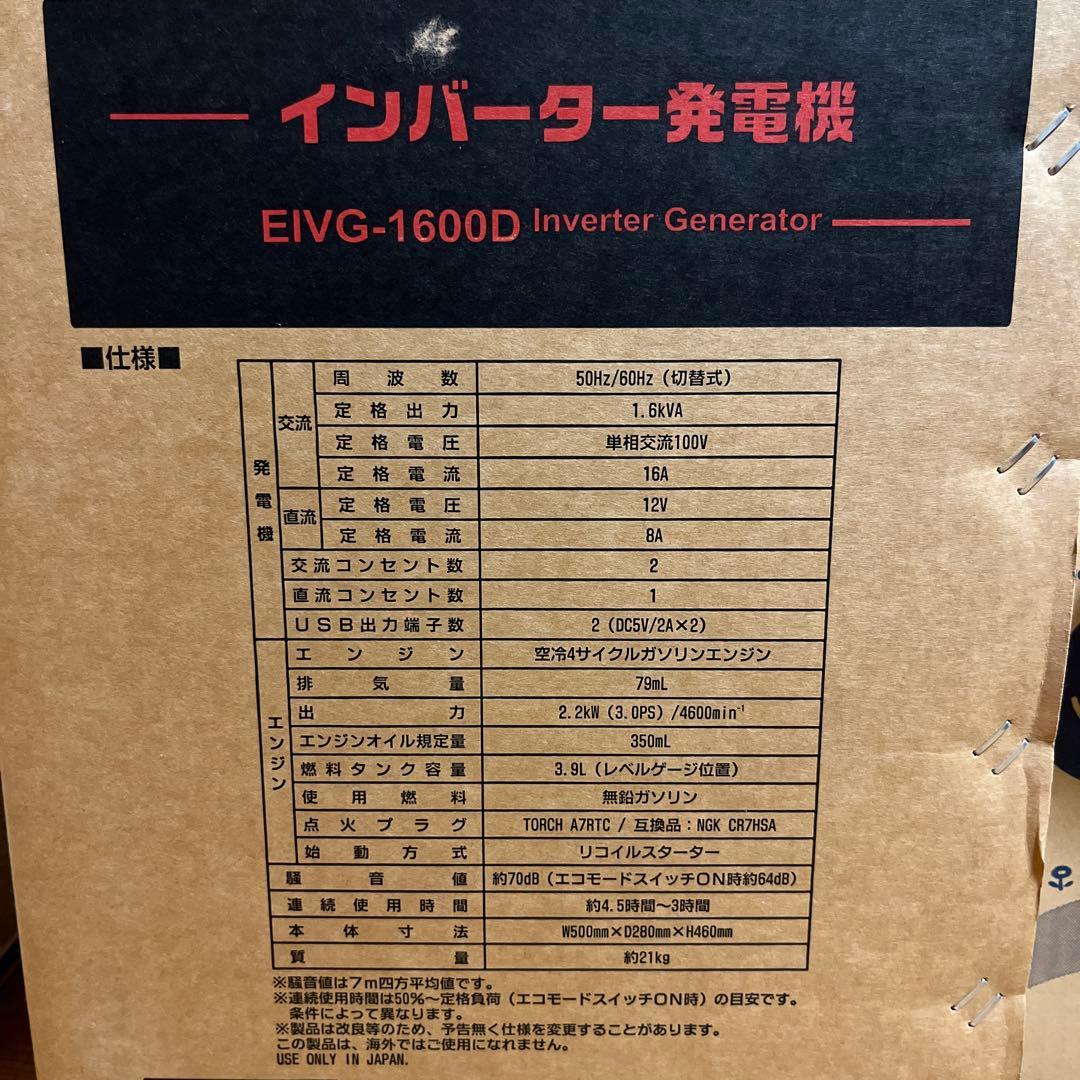 インバーター発電機
EIVG-1600D Inverter Generator
■仕様■
発電機
交流
周波数 50Hz/60Hz（切替式）
定格出力 1.6kVA
定格電圧 単相交流100V
定格電流 16A
直流
定格電圧 12V
定格電流 8A
交流コンセント数 2
直流コンセント数 1
USB出力端子数 2（DC5V/2A×2）
エンジン
エンジン 空冷4サイクルガソリンエンジン
排気量 79mL
出力 2.2kW（3.0PS）/4600min⁻¹
エンジンオイル規定量 350mL
燃料タンク容量 3.9L（レベルゲージ位置）
使用燃料 無鉛ガソリン
点火プラグ TORCH A7RTC / 互換品：NGK CR7HSA
始動方式 リコイルスターター
騒音値 約70dB（エコモードスイッチON時約64dB）
連続使用時間 約4.5時間～3時間
本体寸法 W500mm×D280mm×H460mm
質量 約21kg
※騒音値は7m四方平均値です。
※連続使用時間は50％～定格負荷（エコモードスイッチON時）の目安です。
条件によって異なります。
※製品は改良等のため、予告無く仕様を変更することがあります。
この製品は、海外ではご使用になれません。
USE ONLY IN JAPAN.